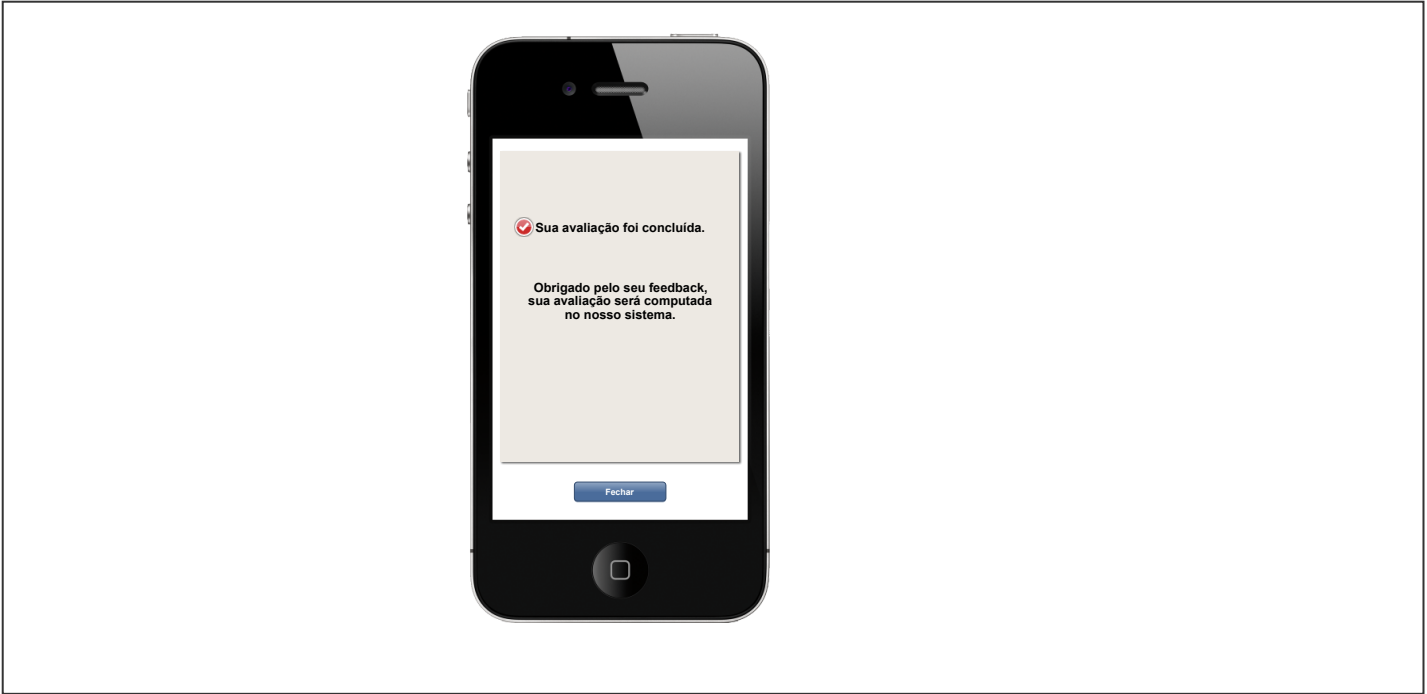 Sua avaliação foi concluída.
Obrigado pelo seu feedback,
sua avaliação será computada
no nosso sistema.
Fechar